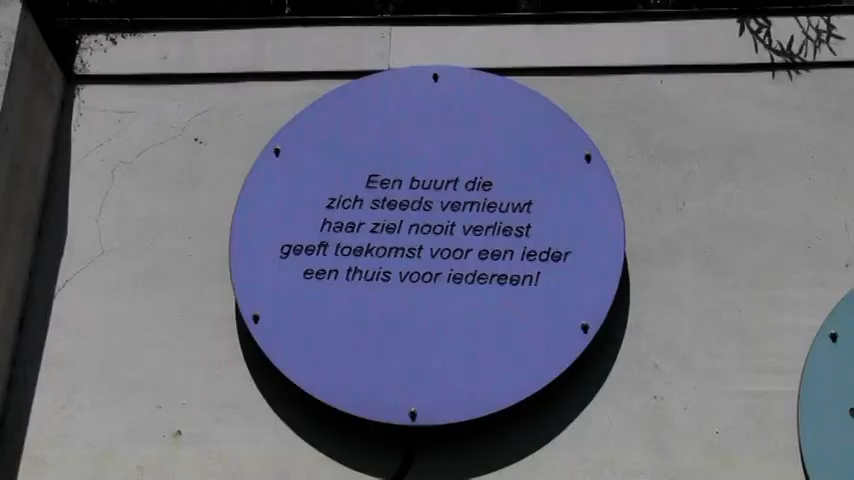 Een buurt die
zich steeds vernieuwt
haar ziel nooit verliest
geeft toekomst voor een ieder
een thuis voor iedereen!